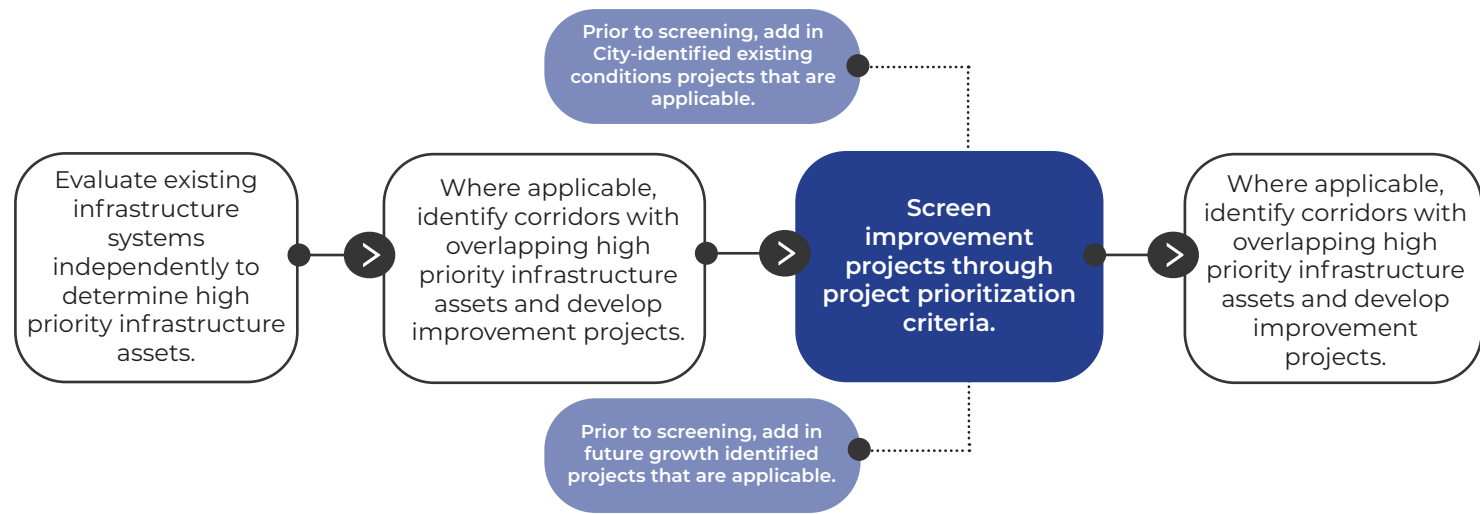 Prior to screening, add in
City-identified existing
conditions projects that are
applicable.
Evaluate existing
infrastructure
systems
independently to
determine high
priority infrastructure
assets.
Where applicable,
identify corridors with
overlapping high
priority infrastructure
assets and develop
improvement projects.
Screen
improvement
projects through
project prioritization
criteria.
Where applicable,
identify corridors with
overlapping high
priority infrastructure
assets and develop
improvement
projects.
Prior to screening, add in
future growth identified
projects that are applicable.